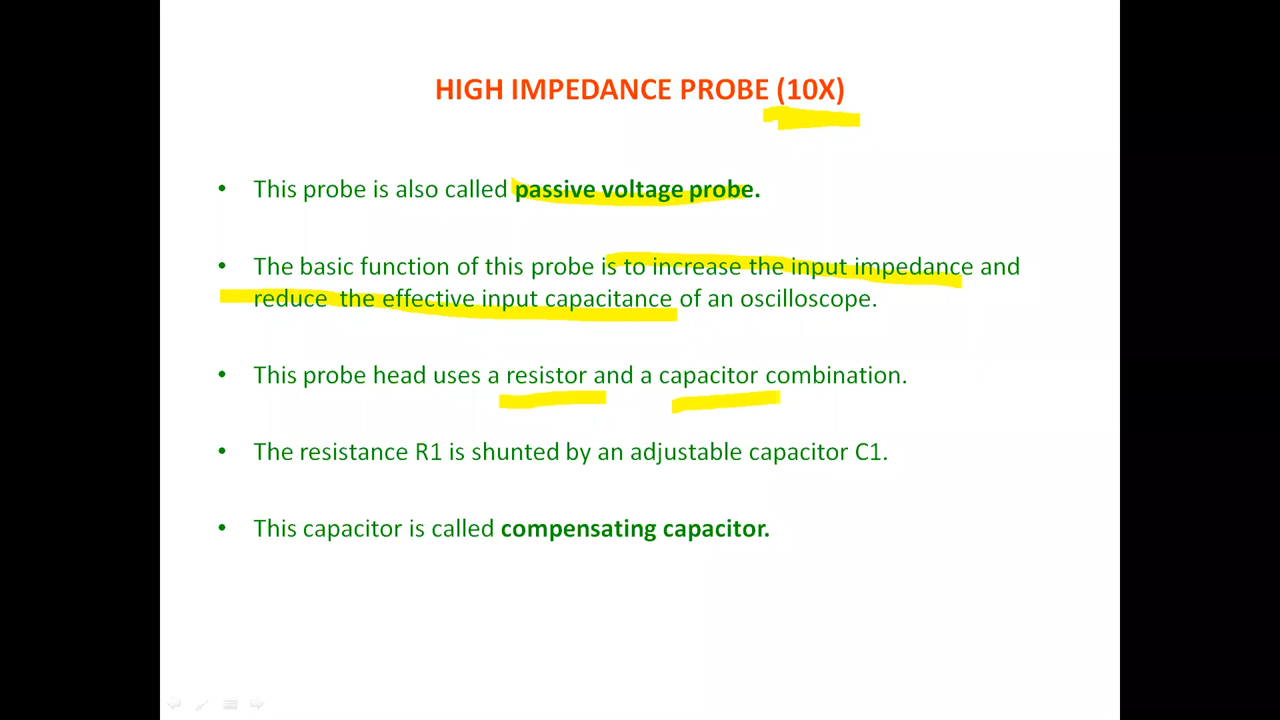 HIGH IMPEDANCE PROBE (10X)
• This probe is also called passive voltage probe.
• The basic function of this probe is to increase the input impedance and
reduce the effective input capacitance of an oscilloscope.
• This probe head uses a resistor and a capacitor combination.
• The resistance R1 is shunted by an adjustable capacitor C1.
• This capacitor is called compensating capacitor.